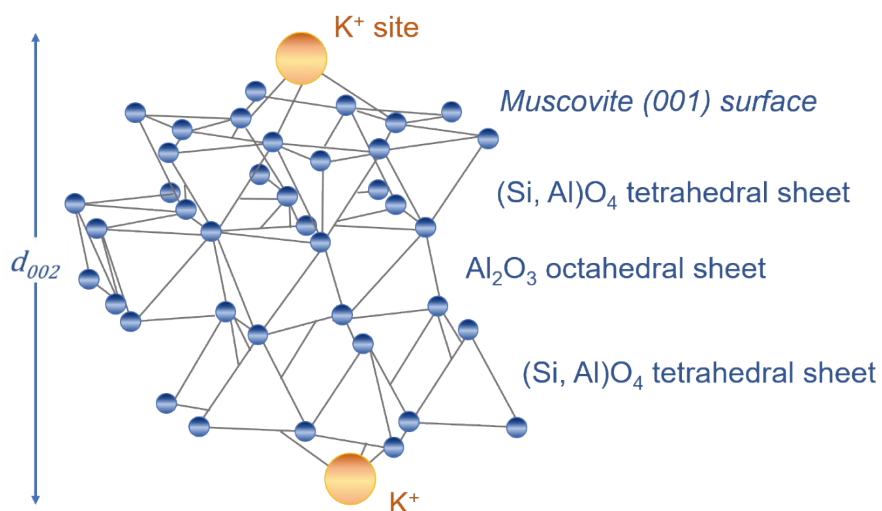 K⁺ site
Muscovite (001) surface
(Si, Al)O₄ tetrahedral sheet
d₀₀₂
Al₂O₃ octahedral sheet
(Si, Al)O₄ tetrahedral sheet
K⁺